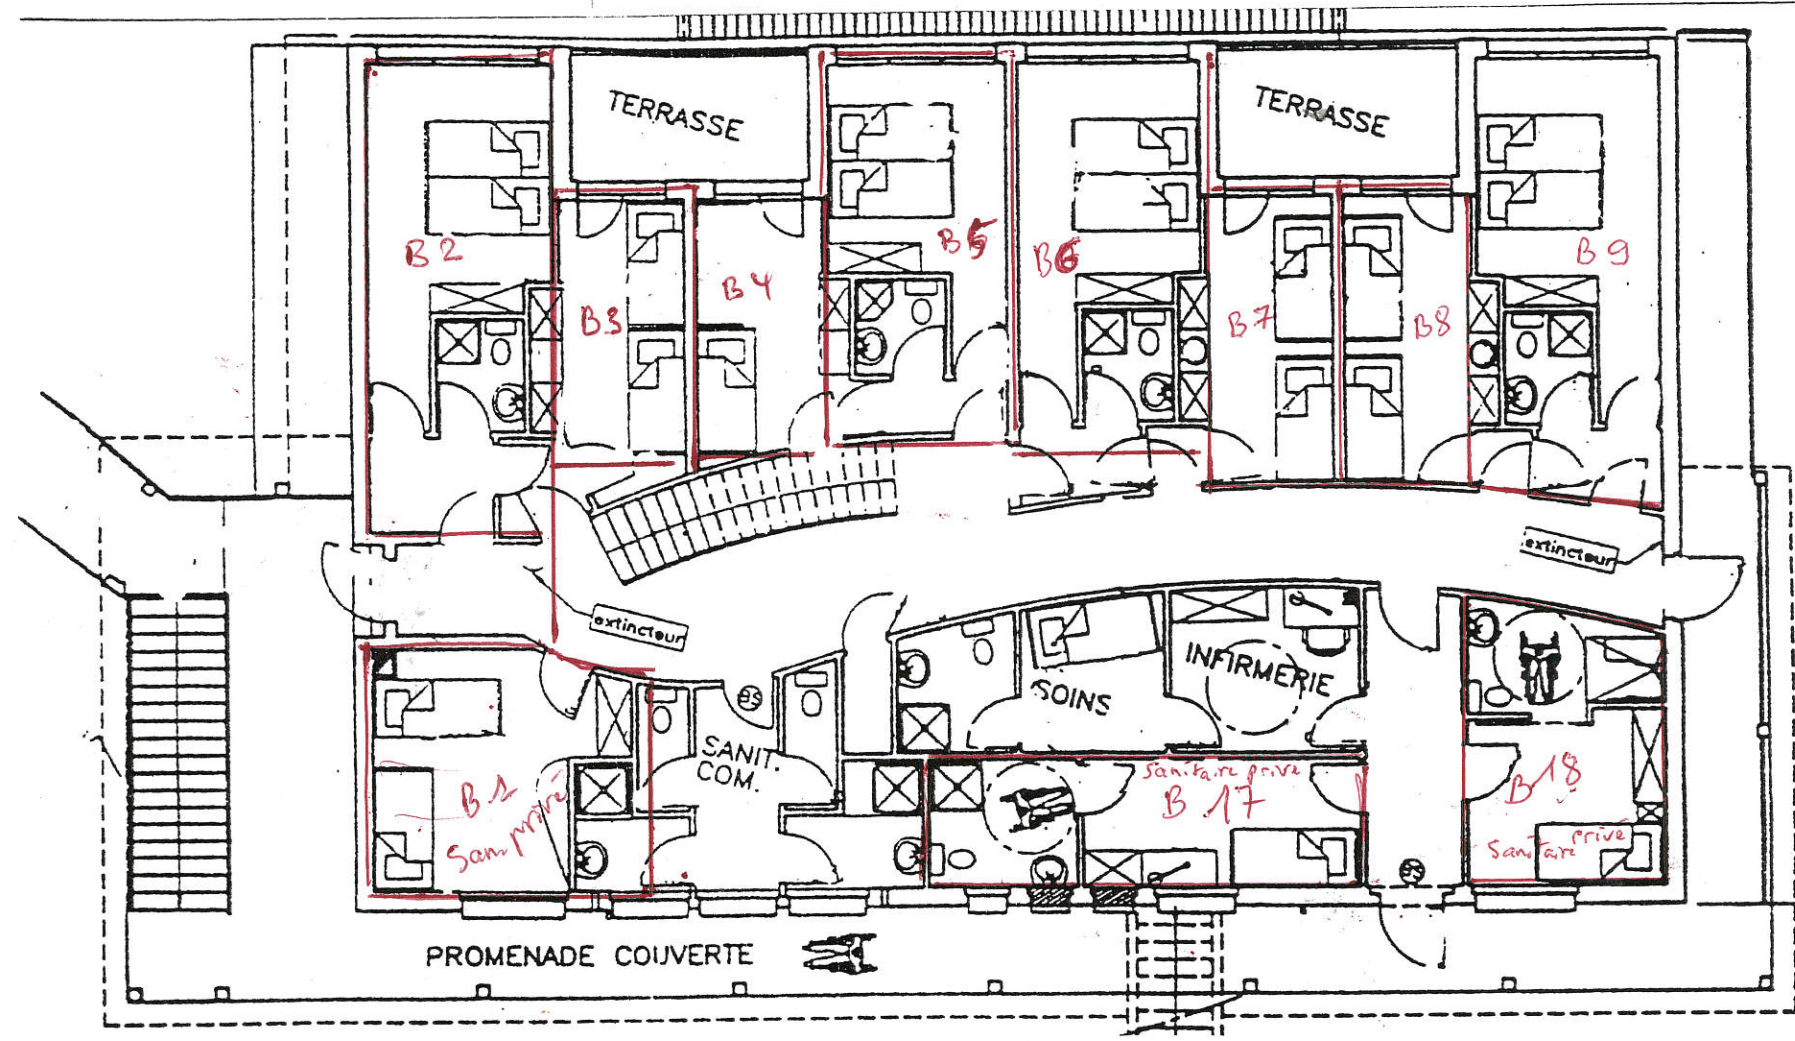 TERRASSE
TERRASSE
B2
B3
B4
B5
B6
B7
B8
B9
extincteur
extincteur
SOINS
INFIRMERIE
SANIT.
COM.
B1
San. privé
Sanitaire privé
B.17
B18
Sanitaire privé
PROMENADE COUVERTE